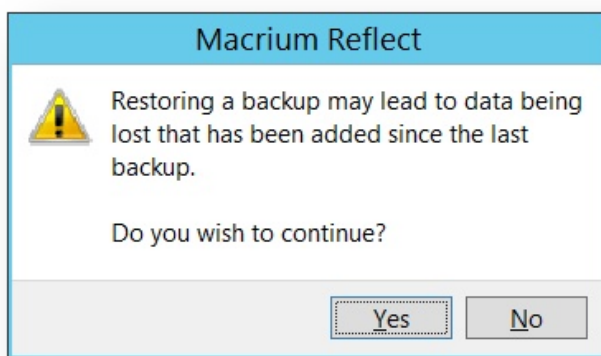 Macrium Reflect
Restoring a backup may lead to data being
lost that has been added since the last
backup.
Do you wish to continue?
Yes
No